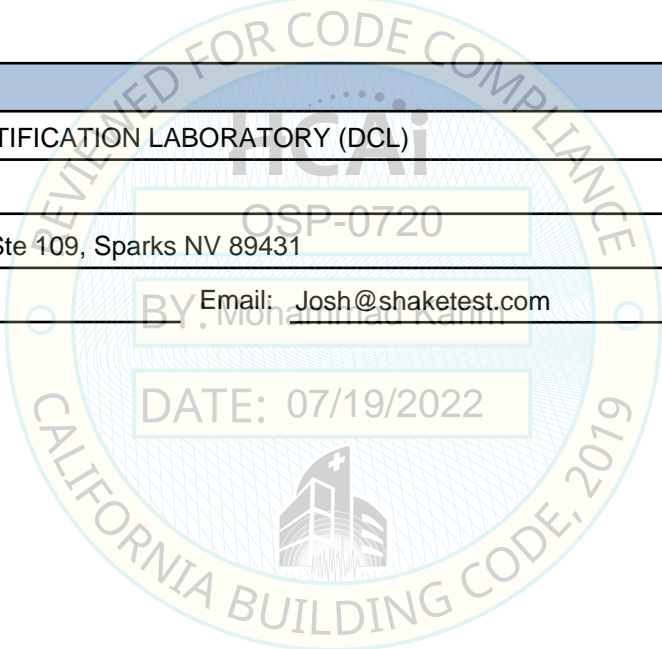 REVIEWED FOR CODE COMPLIANCE
HCAi
TIFICATION LABORATORY (DCL)
OSP-0720
Ste 109, Sparks NV 89431
Email: Josh@shaketest.com
BY: Mohammad Karim
DATE: 07/19/2022
CALIFORNIA BUILDING CODE, 2019